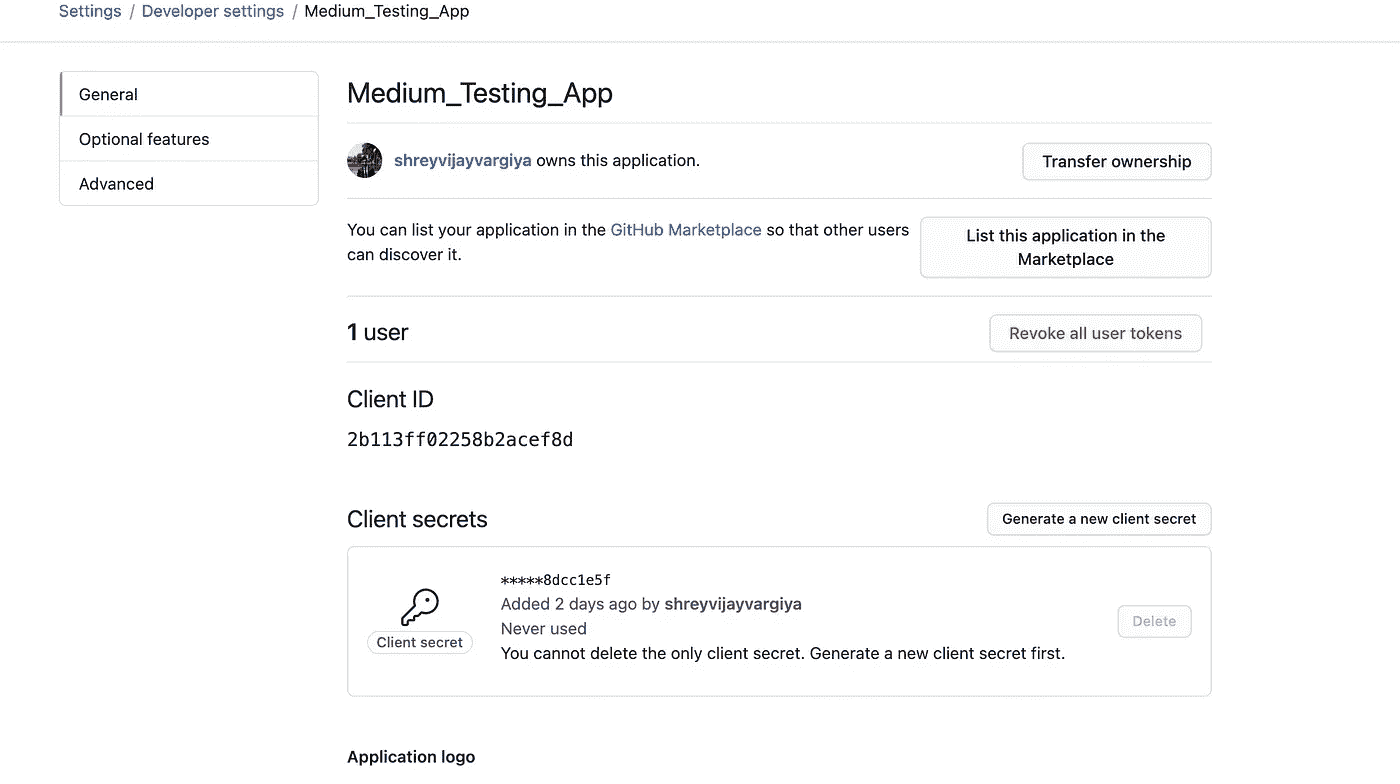 Settings / Developer settings / Medium_Testing_App
General
Optional features
Advanced
Medium_Testing_App
shreyvijayvargiya owns this application.
Transfer ownership
You can list your application in the GitHub Marketplace so that other users
can discover it.
List this application in the
Marketplace
1 user
Revoke all user tokens
Client ID
2b113ff02258b2acef8d
Client secrets
Generate a new client secret
*****8dcc1e5f
Added 2 days ago by shreyvijayvargiya
Never used
You cannot delete the only client secret. Generate a new client secret first.
Client secret
Delete
Application logo